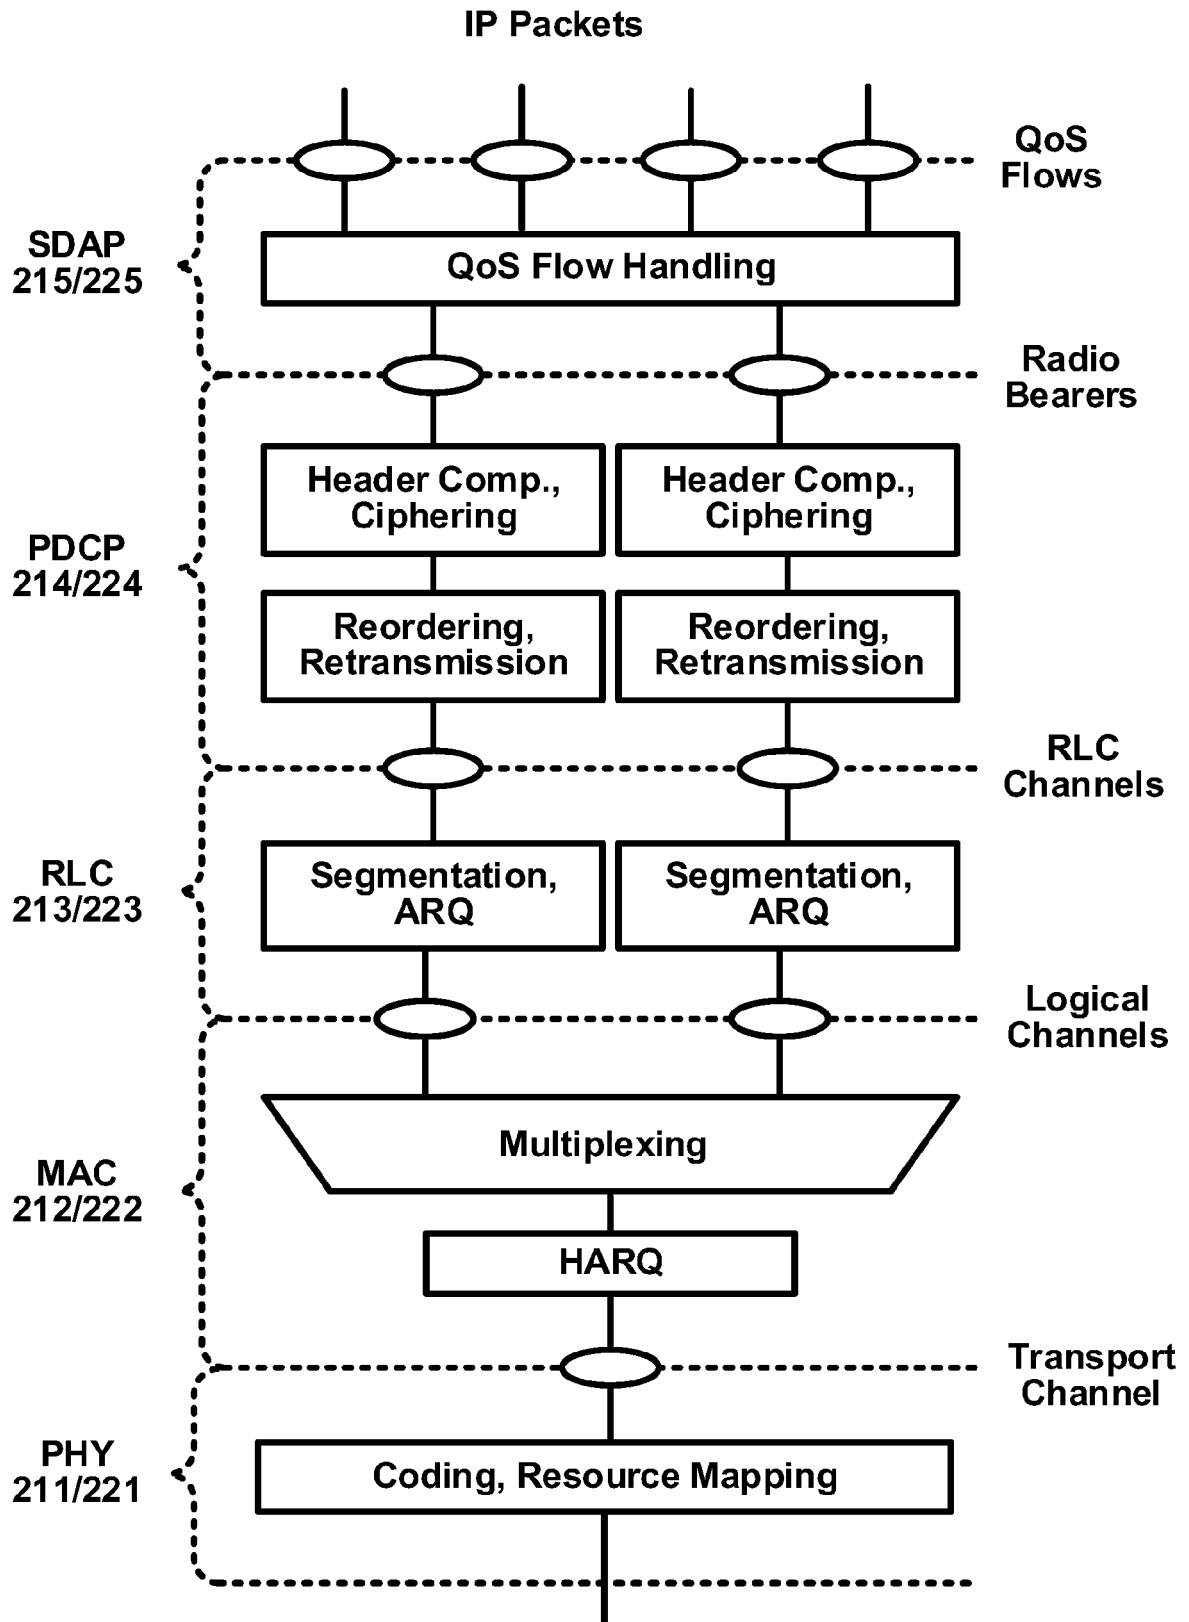 IP Packets
QoS
Flows
SDAP
215/225
QoS Flow Handling
Radio
Bearers
Header Comp.,
Ciphering
Header Comp.,
Ciphering
PDCP
214/224
Reordering,
Retransmission
Reordering,
Retransmission
RLC
Channels
RLC
213/223
Segmentation,
ARQ
Segmentation,
ARQ
Logical
Channels
Multiplexing
MAC
212/222
HARQ
Transport
Channel
PHY
211/221
Coding, Resource Mapping